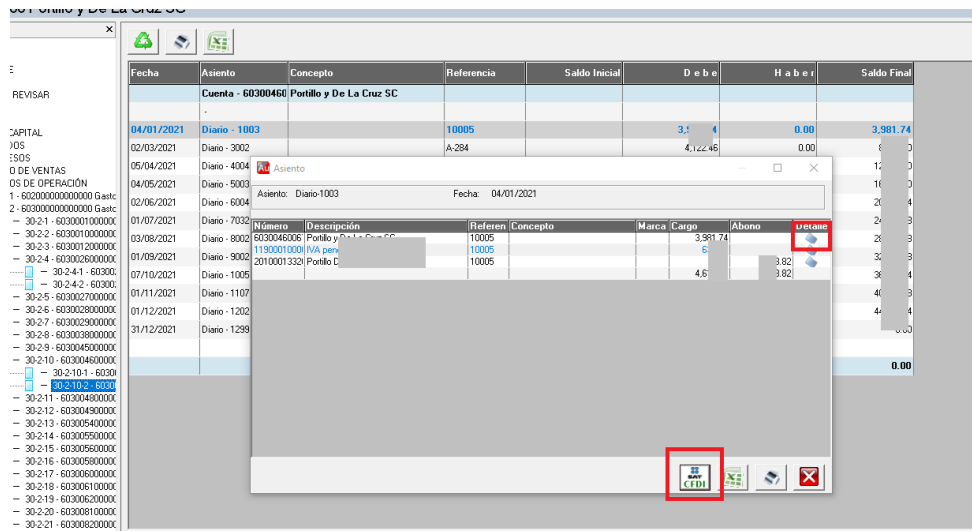 REVISAR
CAPITAL
O DE VENTAS
OS DE OPERACIÓN
1 - 602000000000000 Gasto
2 - 603000000000000 Gasto
30-2-1 - 603000100000
30-2-2 - 603001000000
30-2-3 - 603001200000
30-2-4 - 603002600000
30-2-4-1 - 60300
30-2-4-2 - 60300
30-2-5 - 603002700000
30-2-6 - 603002800000
30-2-7 - 603002900000
30-2-8 - 603003800000
30-2-9 - 603004500000
30-2-10 - 603004600000
30-2-10-1 - 6030
30-2-10-2 - 6030
30-2-11 - 603004800000
30-2-12 - 603004900000
30-2-13 - 603005400000
30-2-14 - 603005500000
30-2-15 - 603005600000
30-2-16 - 603005800000
30-2-17 - 603006000000
30-2-18 - 603006100000
30-2-19 - 603006200000
30-2-20 - 603008100000
30-2-21 - 603008200000
Fecha Asiento Concepto Referencia Saldo Inicial Debe Haber Saldo Final
Cuenta - 60300460 Portillo y De La Cruz SC
04/01/2021 Diario - 1003 10005 0.00 3,981.74
02/03/2021 Diario - 3002 A-284 4,122.46 0.00
05/04/2021 Diario - 4004
04/05/2021 Diario - 5003
02/06/2021 Diario - 6004
01/07/2021 Diario - 7032
03/08/2021 Diario - 8002
01/09/2021 Diario - 9002
07/10/2021 Diario - 1005
01/11/2021 Diario - 1107
01/12/2021 Diario - 1202
31/12/2021 Diario - 1299
0.00
Asiento
Asiento: Diario-1003 Fecha: 04/01/2021
Número Descripción Referen Concepto Marca Cargo Abono Detalle
6030046006 Portillo y De La Cruz SC 10005 3,981.74
1190001000 IVA pen 10005
2010001332 Portillo D 10005
SAT
CFDI